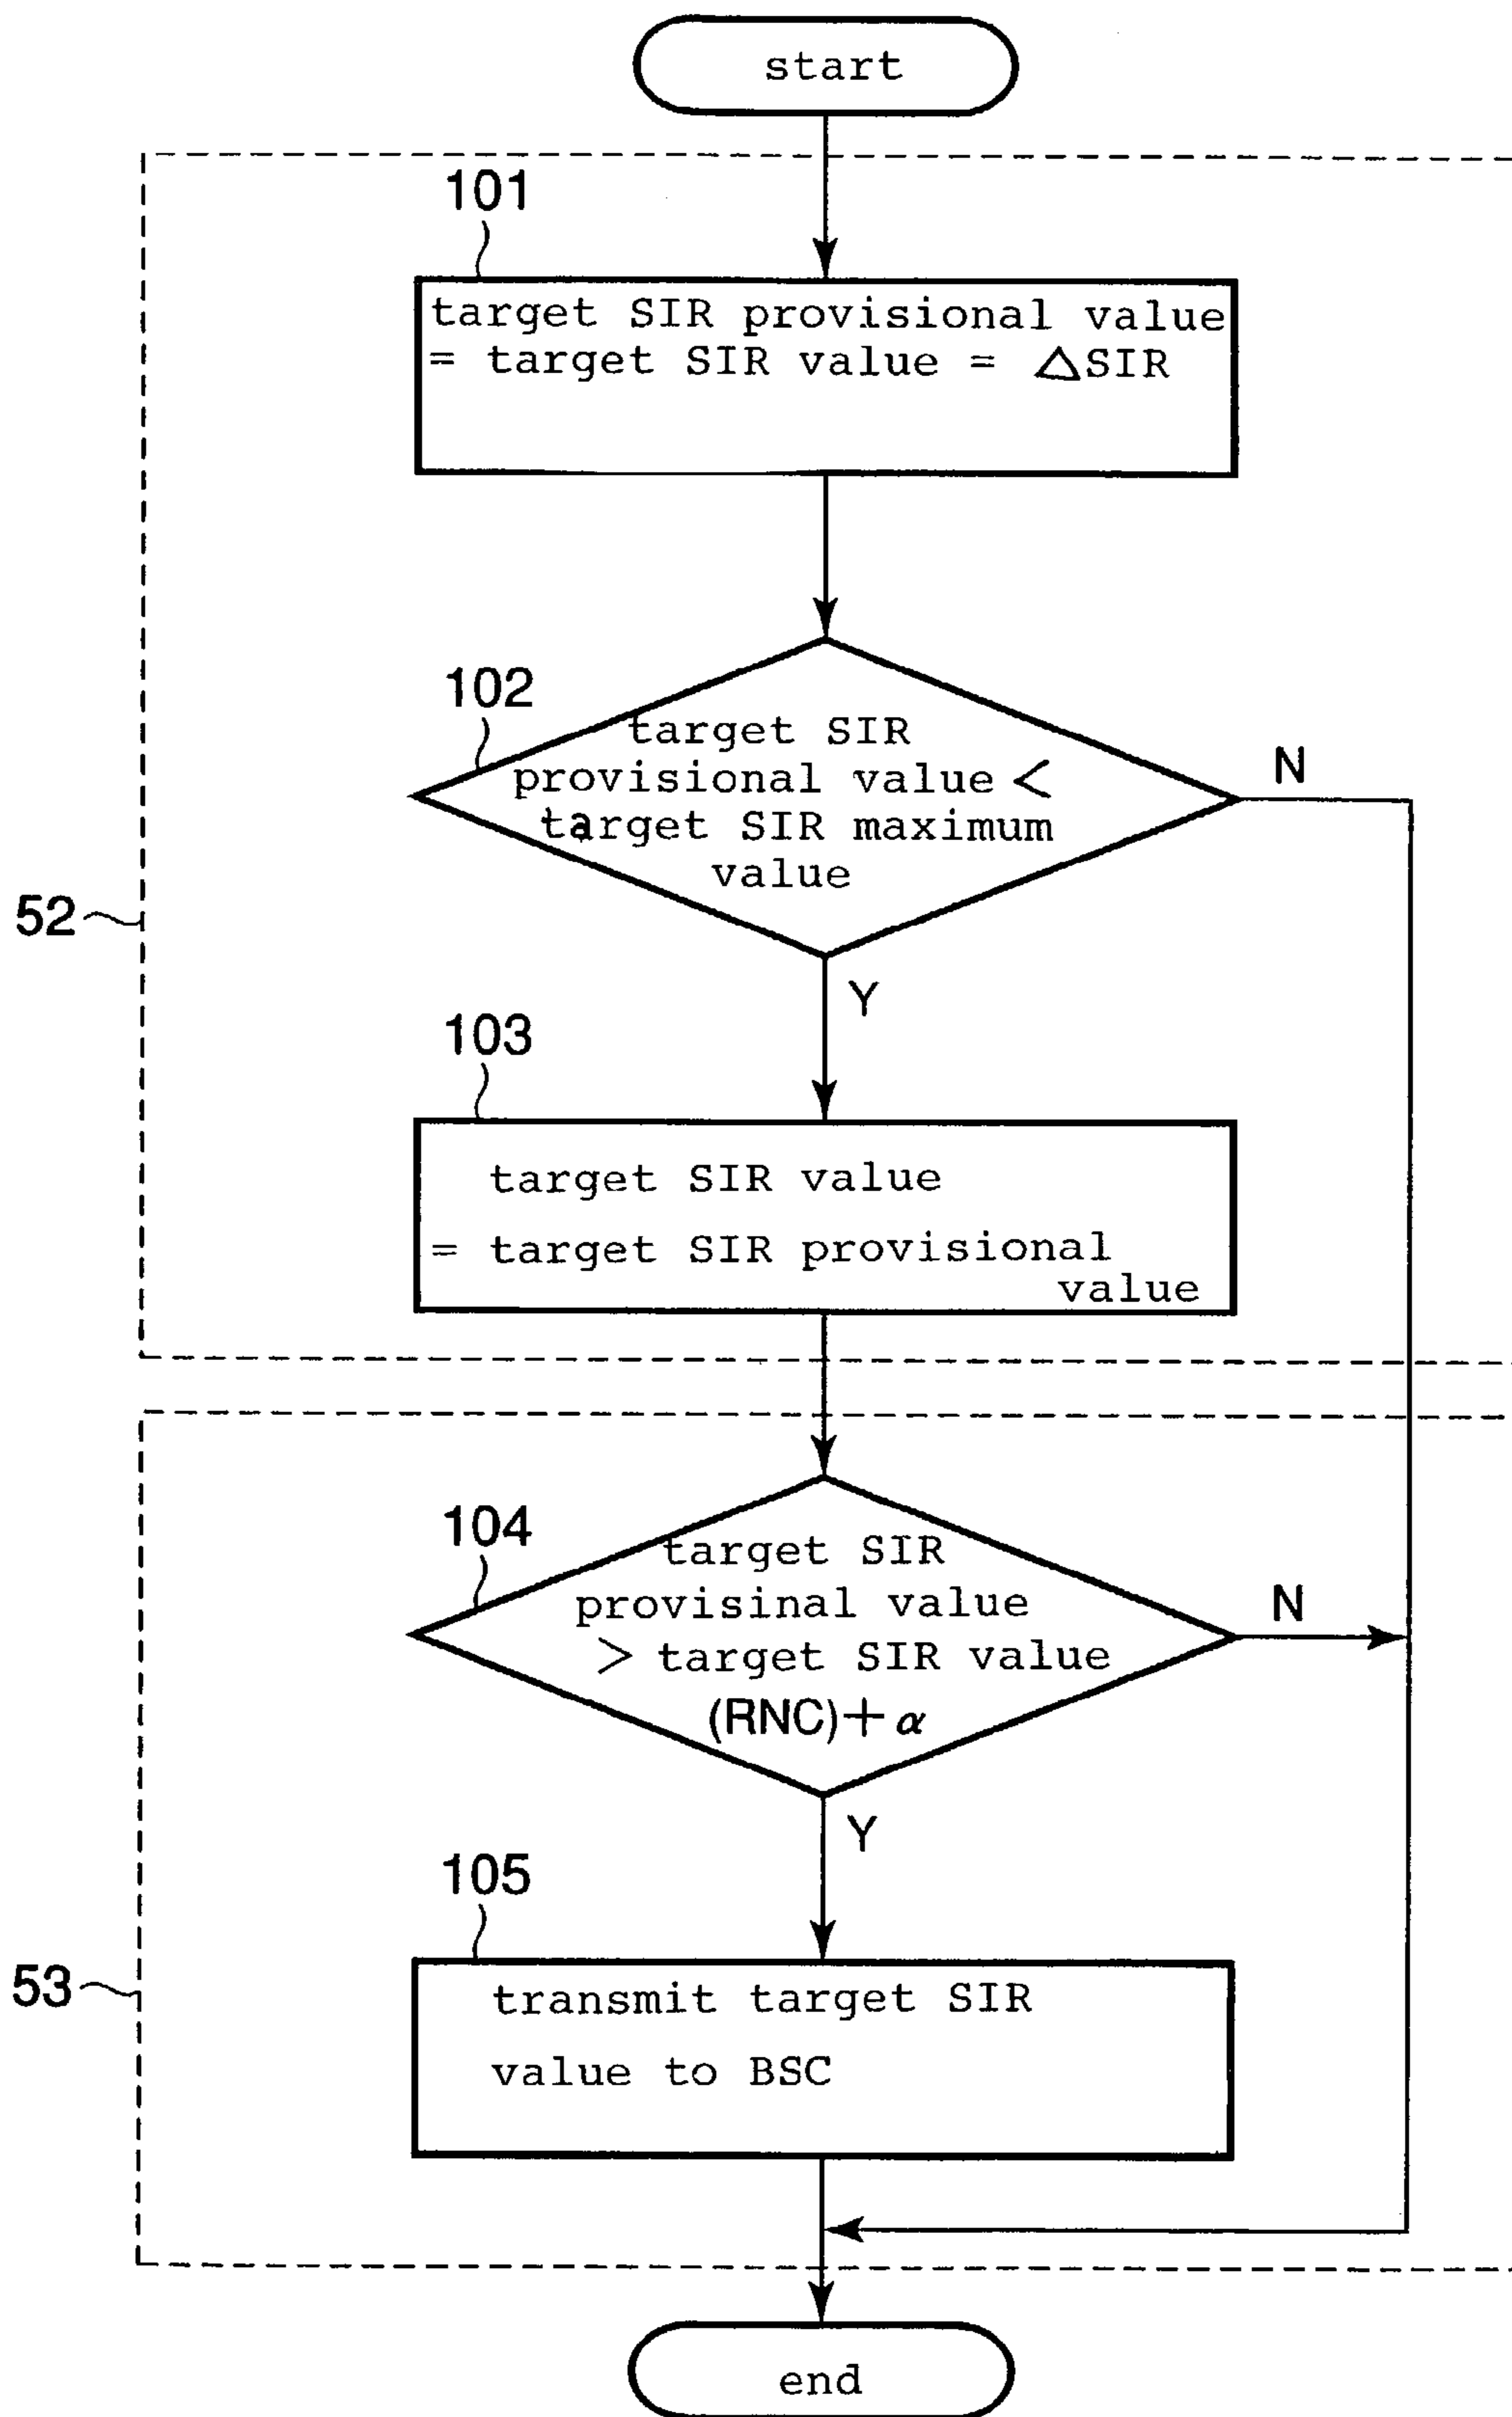 start
101
target SIR provisional value
= target SIR value = △SIR
102
target SIR
provisional value <
target SIR maximum
value
N
52
Y
103
target SIR value
= target SIR provisional
value
104
target SIR
provisinal value
> target SIR value
(RNC)+α
N
Y
105
53
transmit target SIR
value to BSC
end